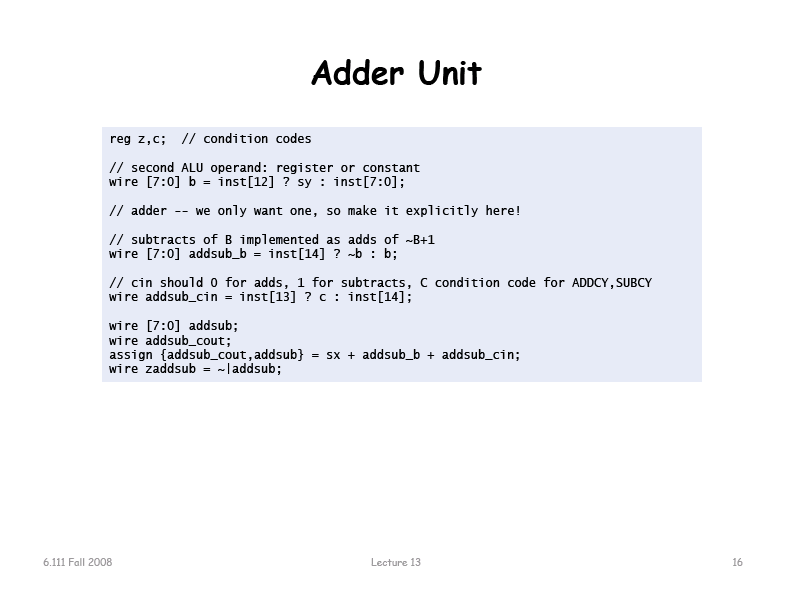 Adder Unit
reg z,c;  // condition codes
// second ALU operand: register or constant
wire [7:0] b = inst[12] ? sy : inst[7:0];
// adder -- we only want one, so make it explicitly here!
// subtracts of B implemented as adds of ~B+1
wire [7:0] addsub_b = inst[14] ? ~b : b;
// cin should 0 for adds, 1 for subtracts, C condition code for ADDCY,SUBCY
wire addsub_cin = inst[13] ? c : inst[14];
wire [7:0] addsub;
wire addsub_cout;
assign {addsub_cout,addsub} = sx + addsub_b + addsub_cin;
wire zaddsub = ~|addsub;
6.111 Fall 2008
Lecture 13
16